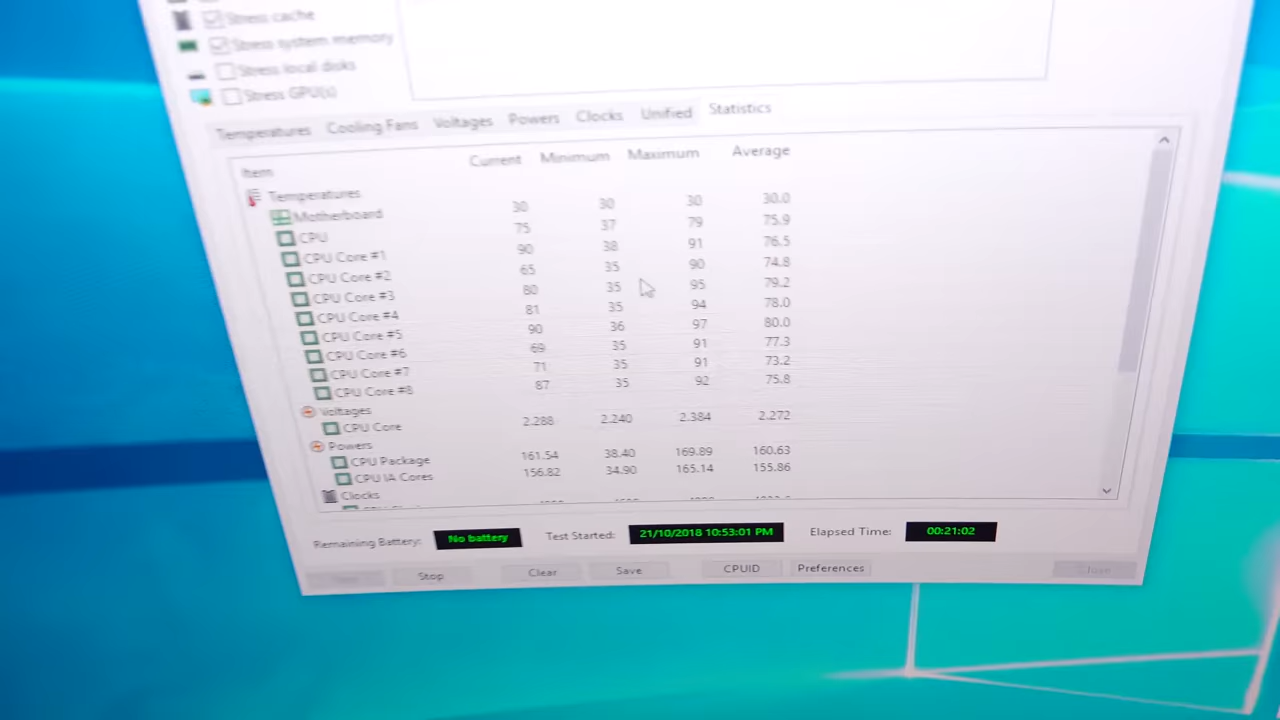 Stress cache
Stress system memory
Stress local disks
Stress GPU(s)
Temperatures Cooling Fans Voltages Powers Clocks Unified Statistics
Item Current Minimum Maximum Average
Temperatures
Motherboard 30 30 30 30.0
CPU 75 37 79 75.9
CPU Core #1 90 38 91 76.5
CPU Core #2 65 35 90 74.8
CPU Core #3 80 35 95 79.2
CPU Core #4 81 35 94 78.0
CPU Core #5 90 36 97 80.0
CPU Core #6 69 35 91 77.3
CPU Core #7 71 35 91 73.2
CPU Core #8 87 35 92 75.8
Voltages
CPU Core 2.288 2.240 2.384 2.272
Powers
CPU Package 161.54 38.40 169.89 160.63
CPU IA Cores 156.82 34.90 165.14 155.86
Clocks
Remaining Battery: No battery Test Started: 21/10/2018 10:53:01 PM Elapsed Time: 00:21:02
Stop Clear Save CPUID Preferences Close